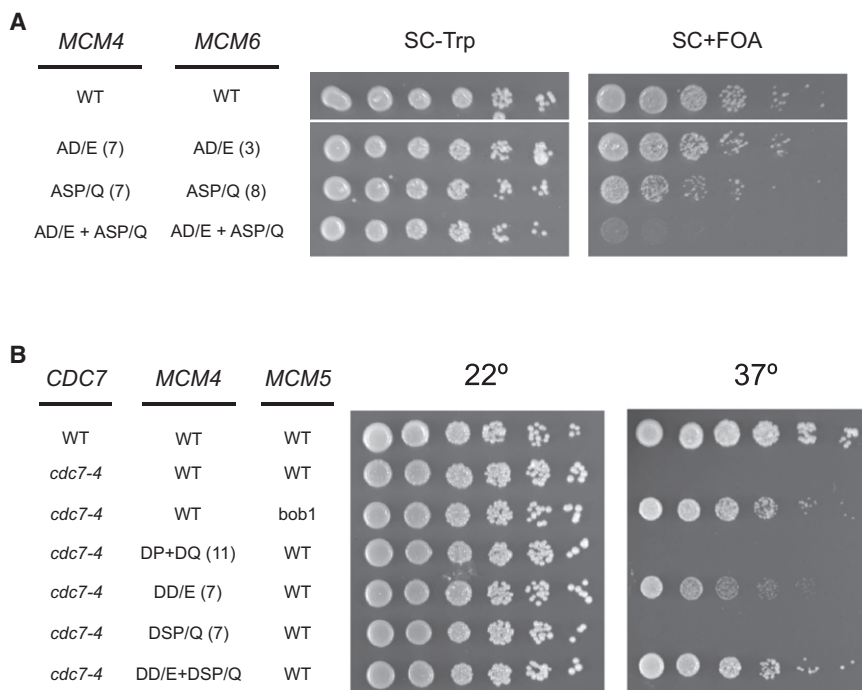 A
MCM4 MCM6 SC-Trp SC+FOA
WT WT
AD/E (7) AD/E (3)
ASP/Q (7) ASP/Q (8)
AD/E + ASP/Q AD/E + ASP/Q
B
CDC7 MCM4 MCM5 22º 37º
WT WT WT
cdc7-4 WT WT
cdc7-4 WT bob1
cdc7-4 DP+DQ (11) WT
cdc7-4 DD/E (7) WT
cdc7-4 DSP/Q (7) WT
cdc7-4 DD/E+DSP/Q WT